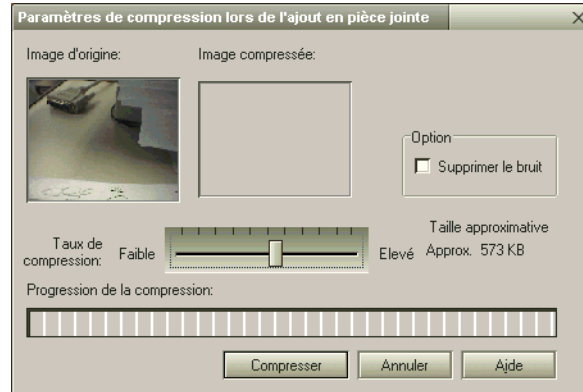 Paramètres de compression lors de l'ajout en pièce jointe
Image d'origine:
Image compressée:
Option
Supprimer le bruit
Taux de compression:
Faible
Elevé
Taille approximative
Approx. 573 KB
Progression de la compression:
Compresser
Annuler
Aide